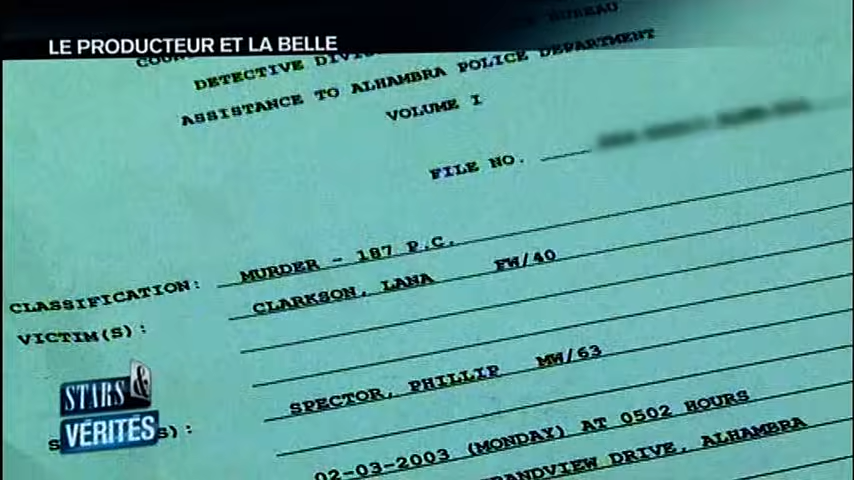 LE PRODUCTEUR ET LA BELLE
BUREAU
DETECTIVE
ASSISTANCE TO ALHAMBRA POLICE DEPARTMENT
VOLUME I
FILE NO.
CLASSIFICATION: MURDER - 187 P.C.
VICTIM(S): CLARKSON, LANA FW/40
SPECTOR, PHILLIP MW/63
S):
02-03-2003 (MONDAY) AT 0502 HOURS
DRIVE, ALHAMBRA
STARS & VÉRITÉS